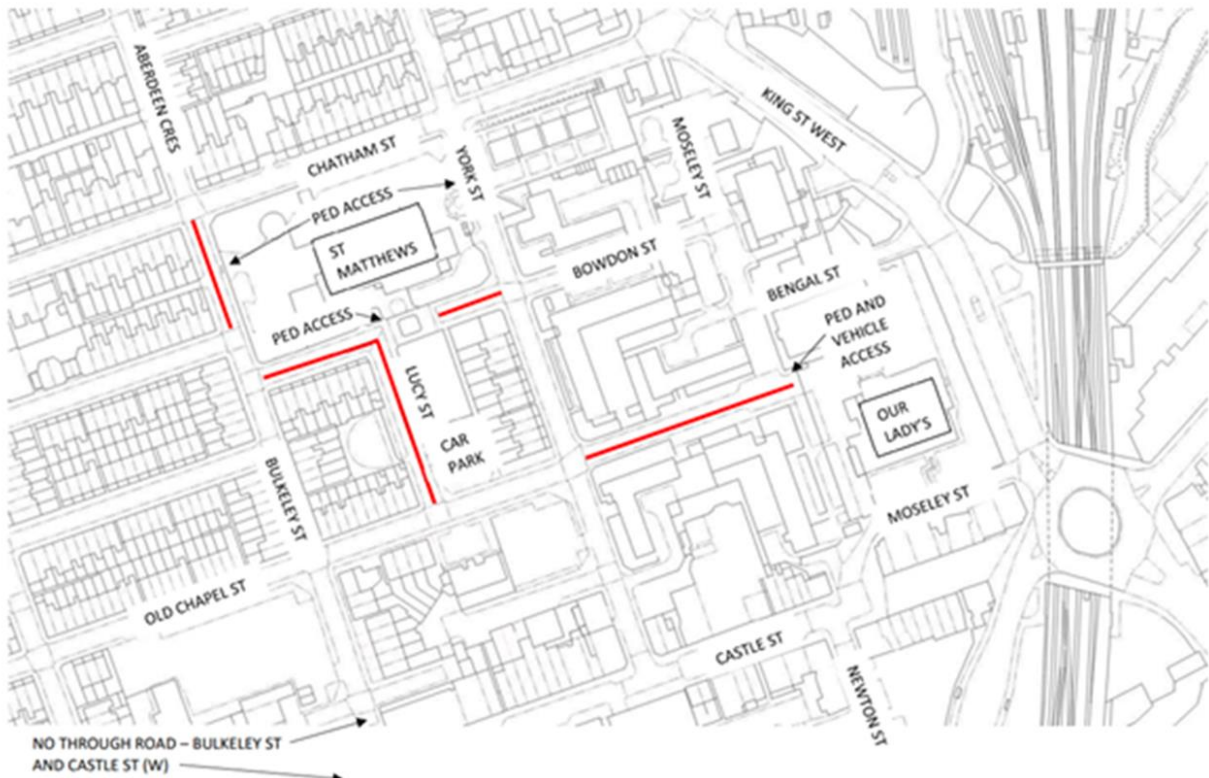 ABERDEEN CRES
CHATHAM ST
YORK ST
MOSELEY ST
KING ST WEST
PED ACCESS
ST
MATTHEWS
BOWDON ST
BENGAL ST
PED ACCESS
PED AND
VEHICLE
ACCESS
LUCY ST
CAR
PARK
OUR
LADY'S
BULKELEY ST
MOSELEY ST
OLD CHAPEL ST
CASTLE ST
NEWTON ST
NO THROUGH ROAD – BULKELEY ST
AND CASTLE ST (W)